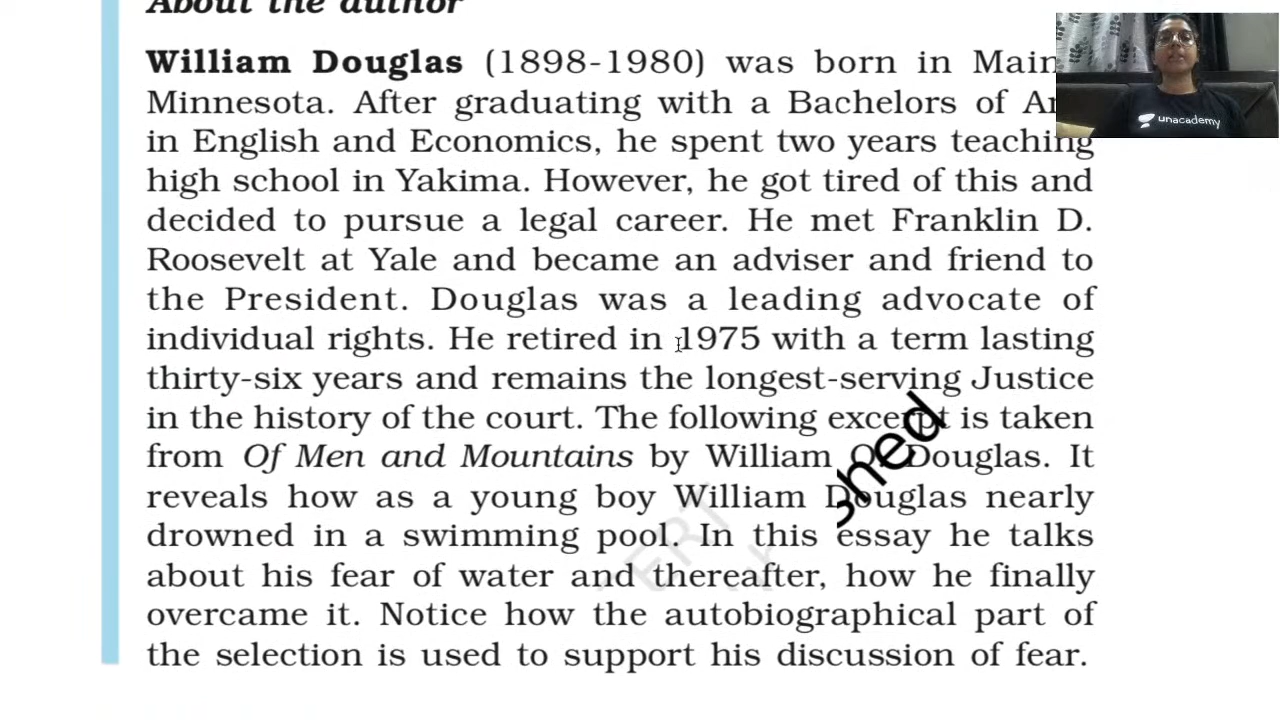 About the author
William Douglas (1898-1980) was born in Maine
Minnesota. After graduating with a Bachelors of
in English and Economics, he spent two years teaching
high school in Yakima. However, he got tired of this and
decided to pursue a legal career. He met Franklin D.
Roosevelt at Yale and became an adviser and friend to
the President. Douglas was a leading advocate of
individual rights. He retired in 1975 with a term lasting
thirty-six years and remains the longest-serving Justice
in the history of the court. The following excerpt is taken
from Of Men and Mountains by William O. Douglas. It
reveals how as a young boy William Douglas nearly
drowned in a swimming pool. In this essay he talks
about his fear of water and thereafter, how he finally
overcame it. Notice how the autobiographical part of
the selection is used to support his discussion of fear.
unacademy